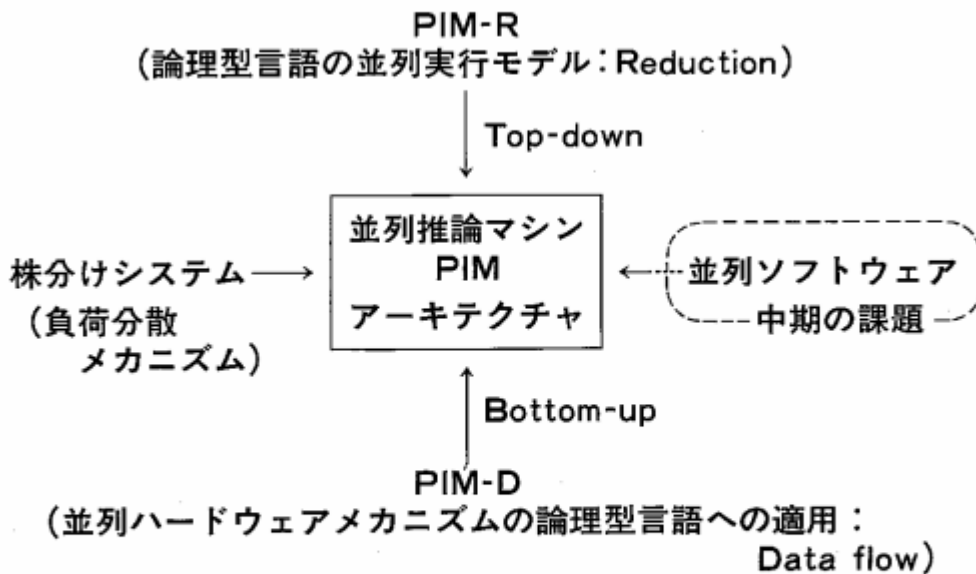 PIM-R
(論理型言語の並列実行モデル:Reduction)
Top-down
並列推論マシン
PIM
アーキテクチャ
株分けシステム
(負荷分散
メカニズム)
並列ソフトウェア
中期の課題
Bottom-up
PIM-D
(並列ハードウェアメカニズムの論理型言語への適用:
Data flow)